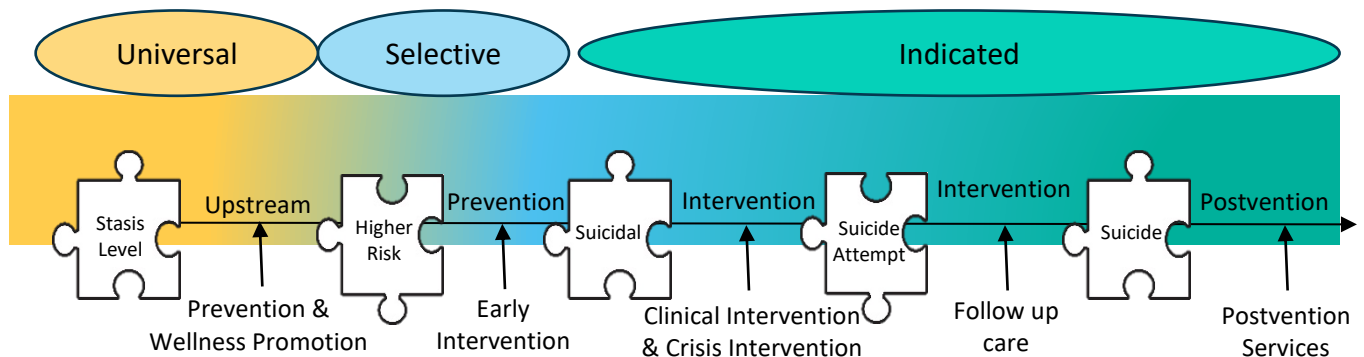 Universal
Selective
Indicated
Upstream
Prevention
Intervention
Intervention
Postvention
Stasis
Level
Higher
Risk
Suicidal
Suicide
Attempt
Suicide
Prevention &
Wellness Promotion
Early
Intervention
Clinical Intervention
& Crisis Intervention
Follow up
care
Postvention
Services